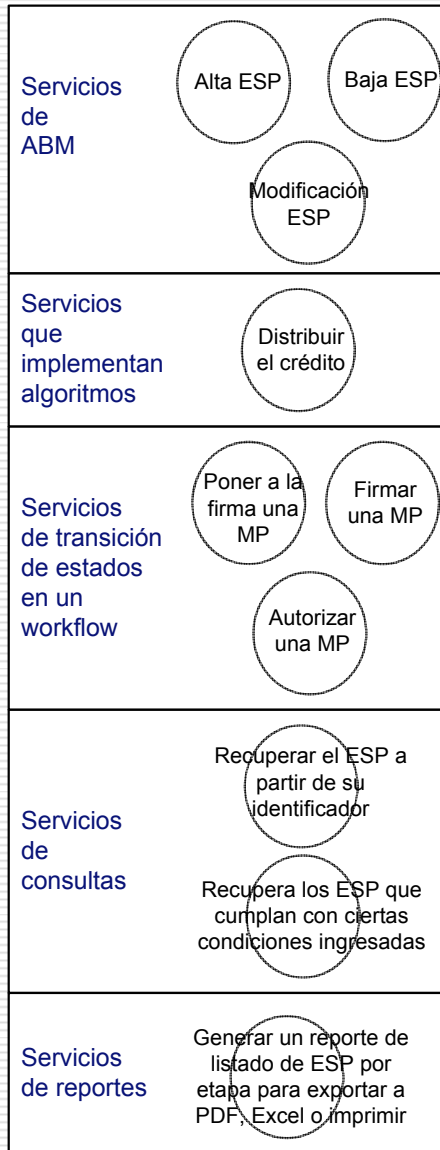 Servicios
de
ABM
Alta ESP
Baja ESP
Modificación
ESP
Servicios
que
implementan
algoritmos
Distribuir
el crédito
Servicios
de transición
de estados
en un
workflow
Poner a la
firma una
MP
Firmar
una MP
Autorizar
una MP
Servicios
de
consultas
Recuperar el ESP a
partir de su
identificador
Recupera los ESP que
cumplan con ciertas
condiciones ingresadas
Servicios
de reportes
Generar un reporte de
listado de ESP por
etapa para exportar a
PDF, Excel o imprimir